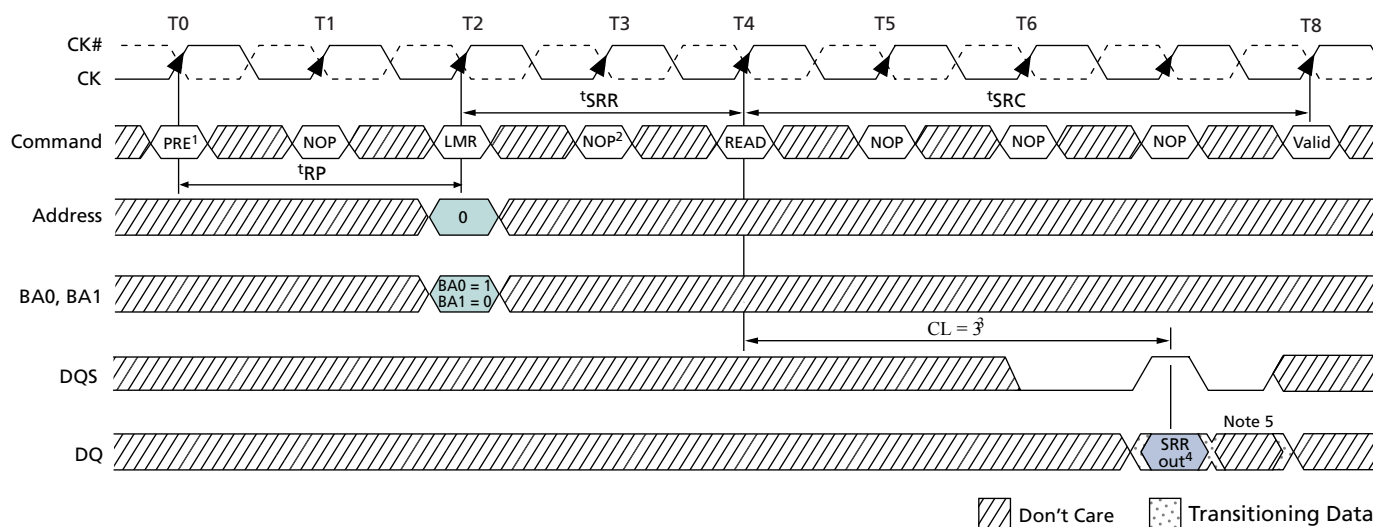 T0 T1 T2 T3 T4 T5 T6 T8
CK#
CK
tSRR tSRC
Command PRE1 NOP LMR NOP2 READ NOP NOP NOP Valid
tRP
Address 0
BA0, BA1 BA0 = 1
BA1 = 0
CL = 33
DQS
Note 5
DQ SRR
out4
Don't Care Transitioning Data